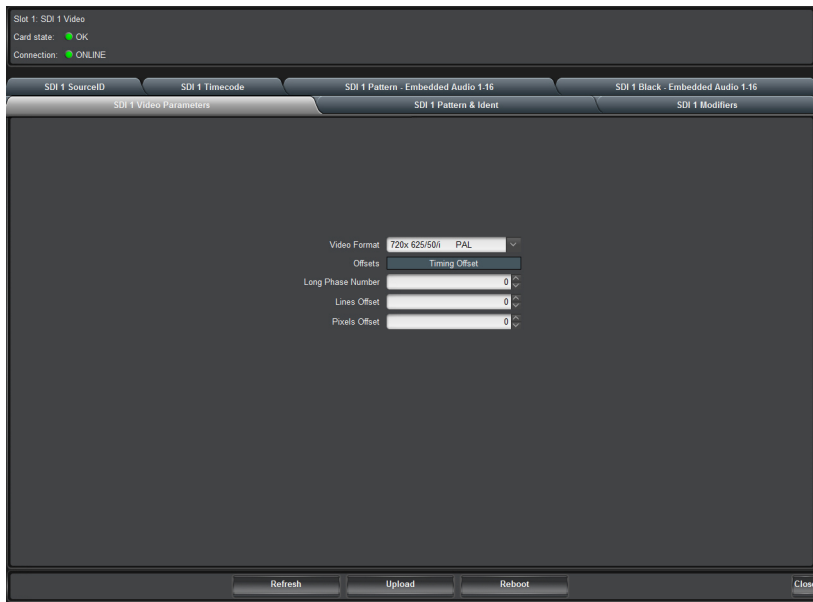 Slot 1: SDI 1 Video
Card state: OK
Connection: ONLINE
SDI 1 SourceID SDI 1 Timecode SDI 1 Pattern - Embedded Audio 1-16 SDI 1 Black - Embedded Audio 1-16
SDI 1 Video Parameters SDI 1 Pattern & Ident SDI 1 Modifiers
Video Format 720x 625/50/i PAL
Offsets Timing Offset
Long Phase Number 0
Lines Offset 0
Pixels Offset 0
Refresh Upload Reboot Close